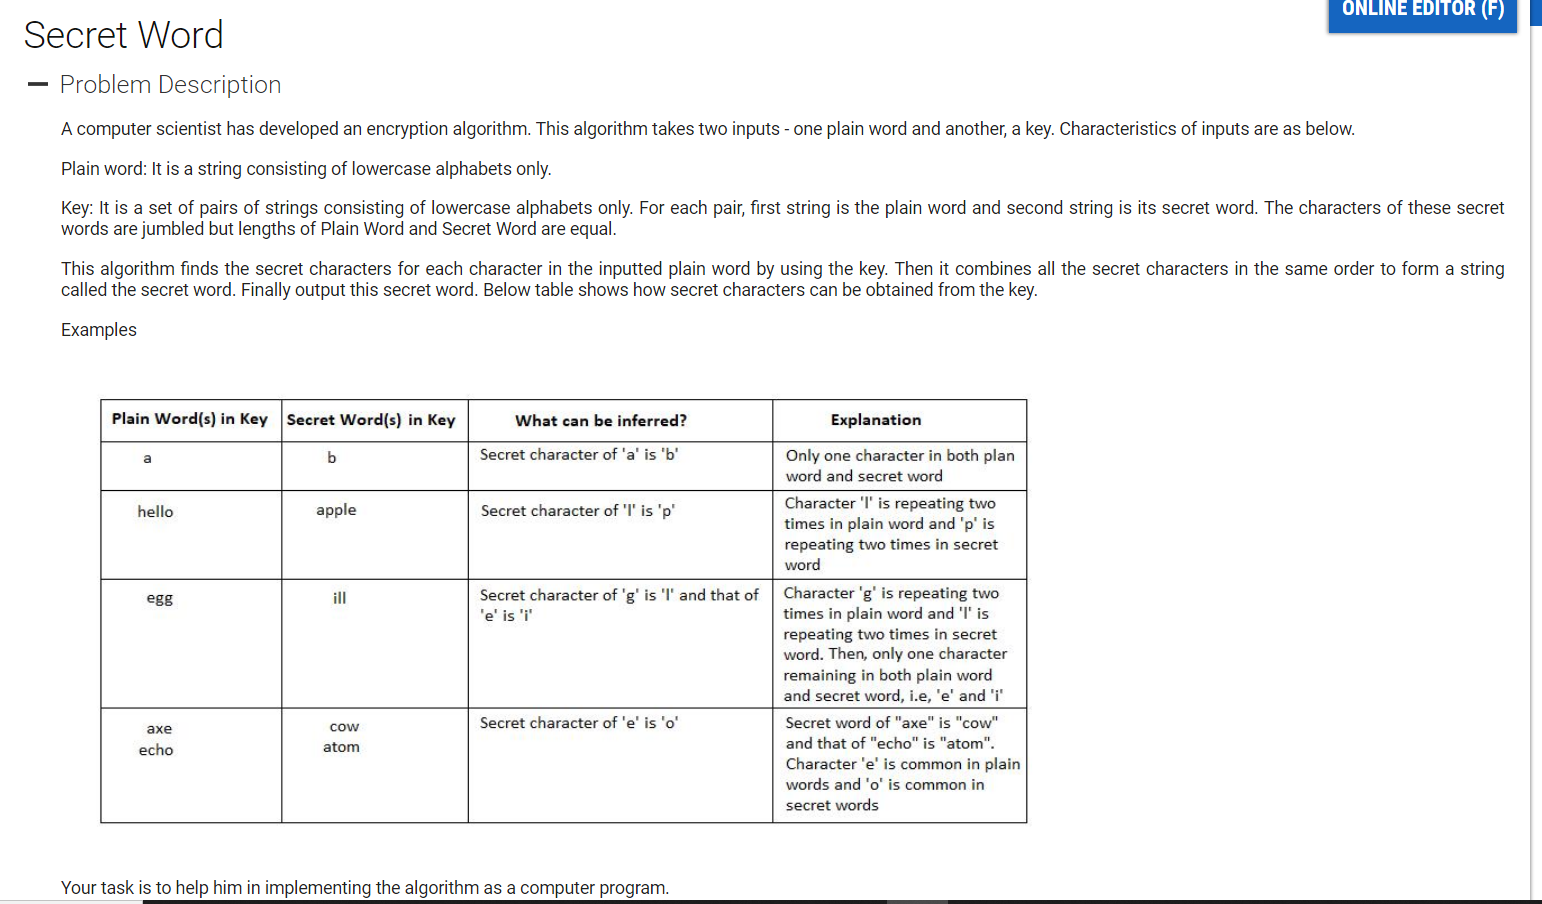 ONLINE EDITOR (F)
Secret Word
Problem Description
A computer scientist has developed an encryption algorithm. This algorithm takes two inputs - one plain word and another, a key. Characteristics of inputs are as below.
Plain word: It is a string consisting of lowercase alphabets only.
Key: It is a set of pairs of strings consisting of lowercase alphabets only. For each pair, first string is the plain word and second string is its secret word. The characters of these secret
words are jumbled but lengths of Plain Word and Secret Word are equal.
This algorithm finds the secret characters for each character in the inputted plain word by using the key. Then it combines all the secret characters in the same order to form a string
called the secret word. Finally output this secret word. Below table shows how secret characters can be obtained from the key.
Examples
Plain Word(s) in Key Secret Word(s) in Key What can be inferred? Explanation
a b Secret character of 'a' is 'b' Only one character in both plan
word and secret word
hello apple Secret character of 'l' is 'p' Character 'l' is repeating two
times in plain word and 'p' is
repeating two times in secret
word
egg ill Secret character of 'g' is 'l' and that of Character 'g' is repeating two
'e' is 'i' times in plain word and 'l' is
repeating two times in secret
word. Then, only one character
remaining in both plain word
and secret word, i.e, 'e' and 'i'
axe cow Secret character of 'e' is 'o' Secret word of "axe" is "cow"
echo atom and that of "echo" is "atom".
Character 'e' is common in plain
words and 'o' is common in
secret words
Your task is to help him in implementing the algorithm as a computer program.